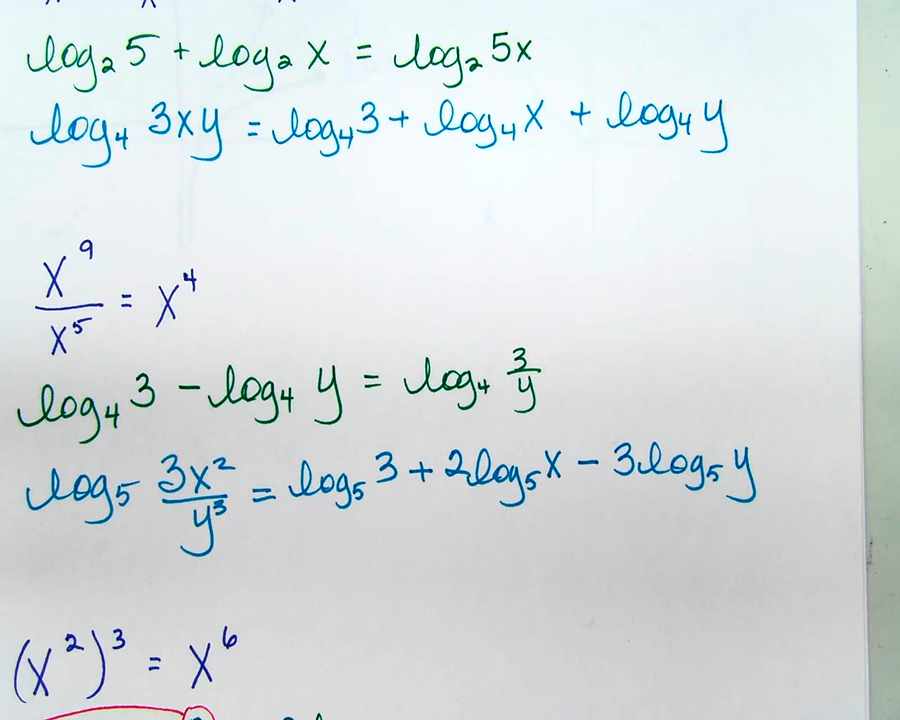 log₂ 5 + log₂ x = log₂ 5x
log₄ 3xy = log₄ 3 + log₄ x + log₄ y
x⁹/x⁵ = x⁴
log₄ 3 − log₄ y = log₄ 3/y
log₅ 3x²/y³ = log₅ 3 + 2log₅ x − 3log₅ y
(x²)³ = x⁶